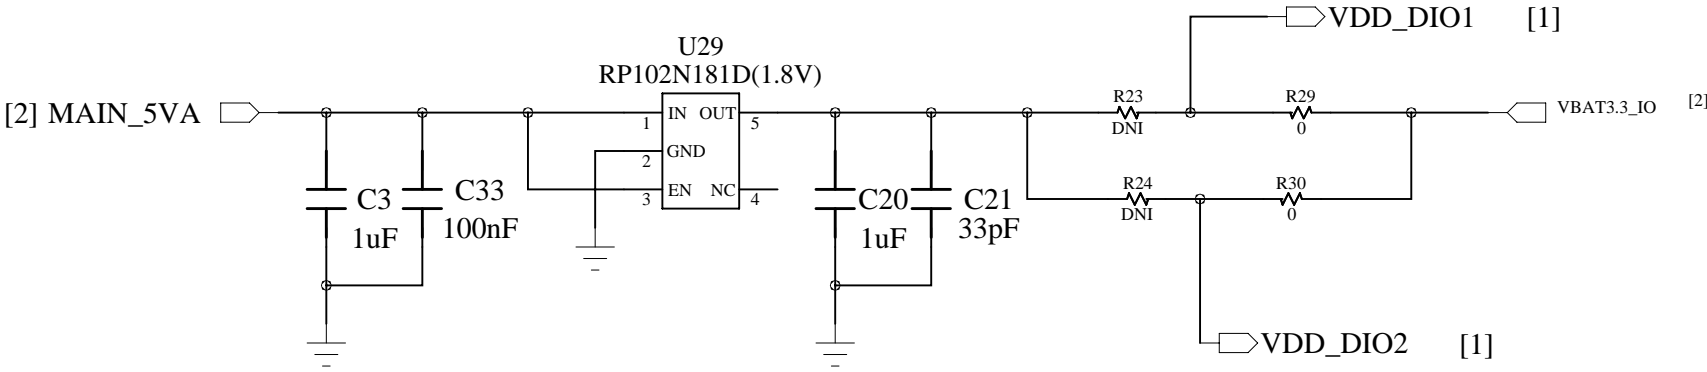 VDD_DIO1 [1]
U29
RP102N181D(1.8V)
[2] MAIN_5VA
IN OUT
1 5
GND
2
EN NC
3 4
R23
DNI
R29
0
VBAT3.3_IO [2]
C3
1uF
C33
100nF
C20
1uF
C21
33pF
R24
DNI
R30
0
VDD_DIO2 [1]